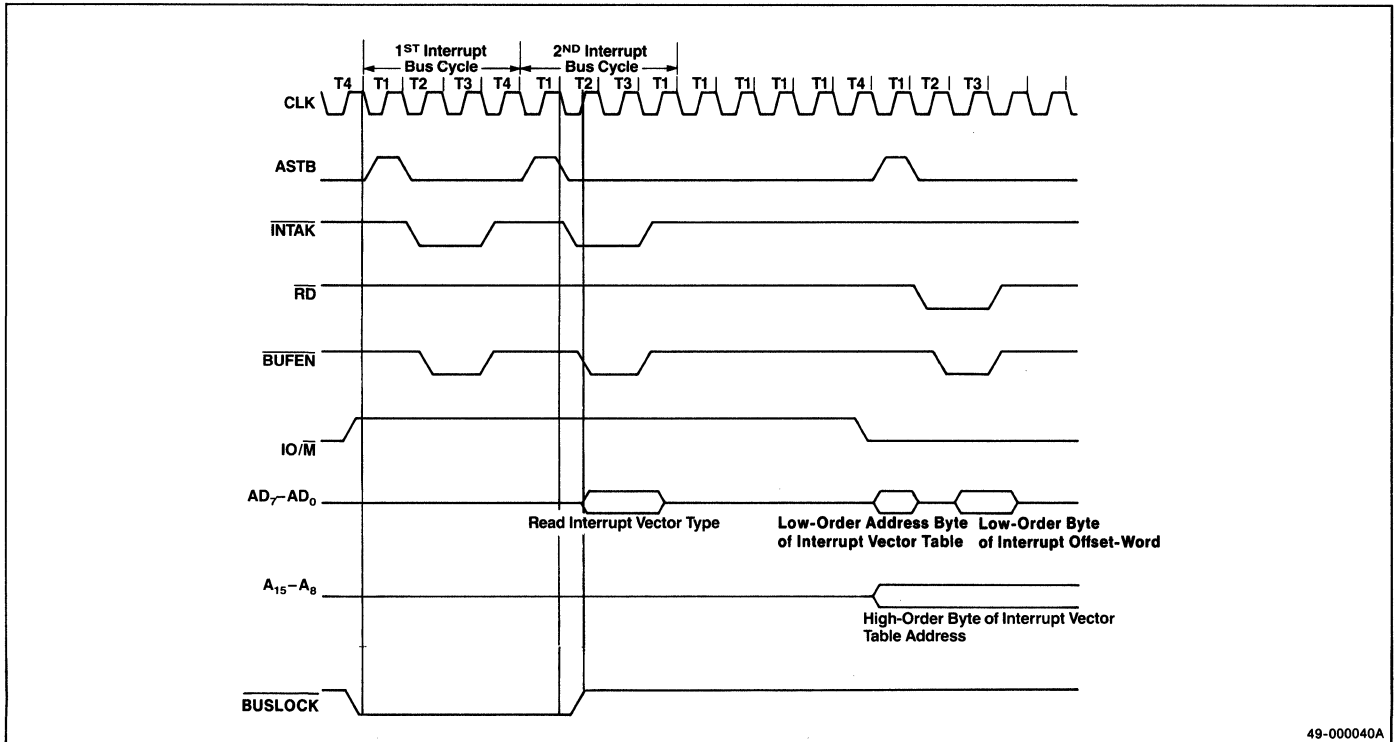 1ST Interrupt
Bus Cycle
2ND Interrupt
Bus Cycle
T4 T1 T2 T3 T4 T1 T2 T3 T1 T1 T1 T1 T1 T4 T1 T2 T3
CLK
ASTB
INTAK
RD
BUFEN
IO/M
AD7–AD0
Read Interrupt Vector Type
Low-Order Address Byte
of Interrupt Vector Table
Low-Order Byte
of Interrupt Offset-Word
A15–A8
High-Order Byte of Interrupt Vector
Table Address
BUSLOCK
49-000040A